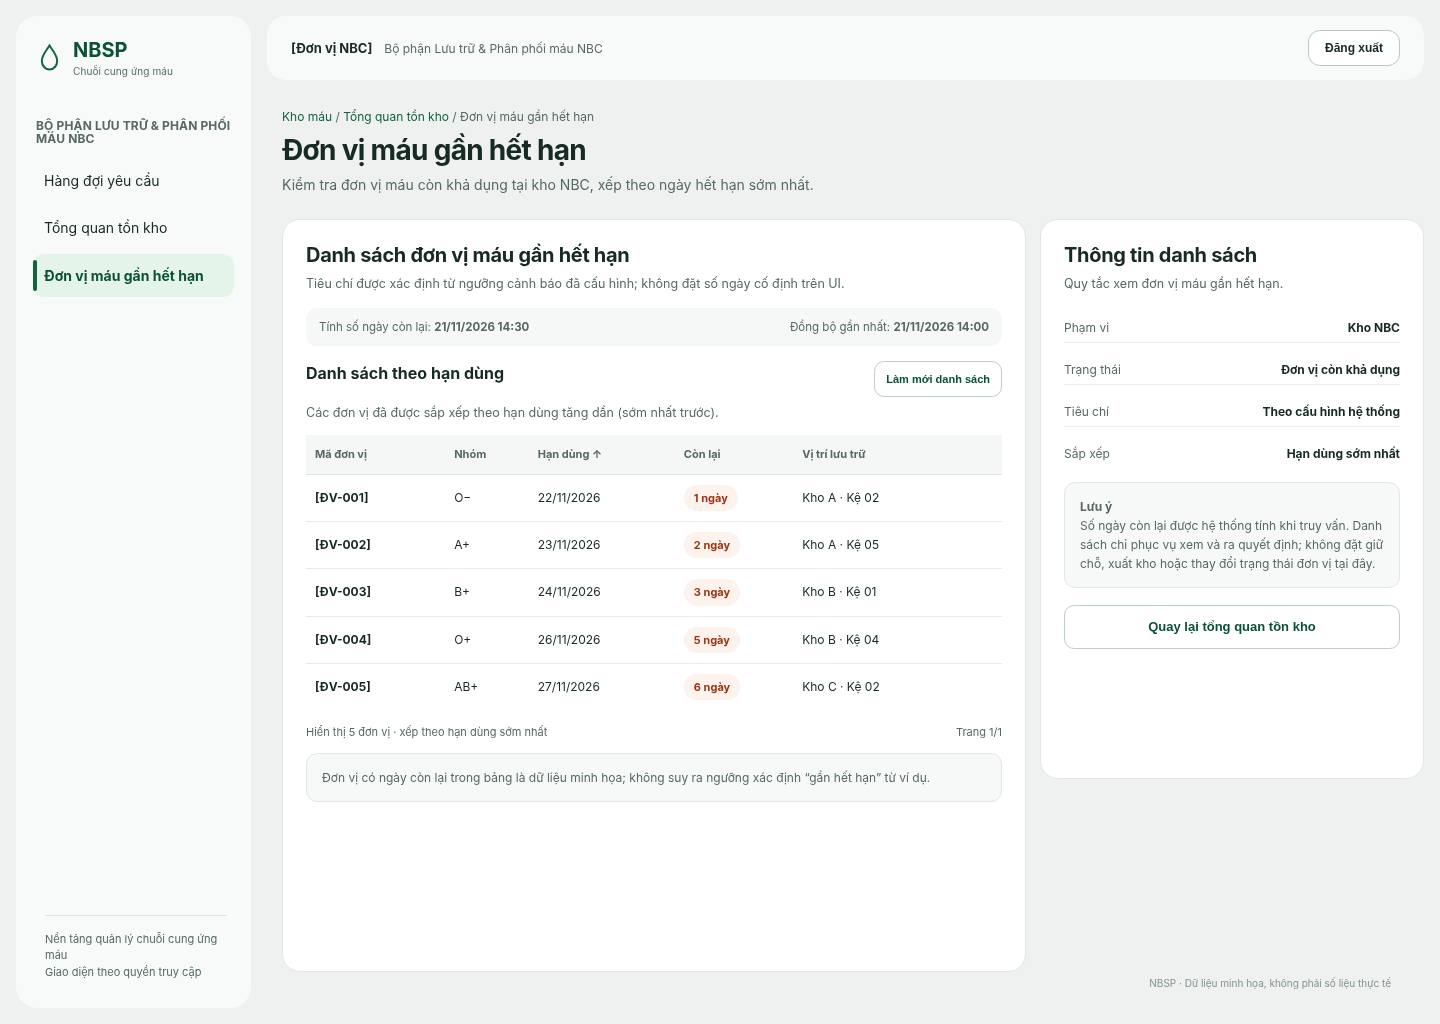 NBSP
Chuỗi cung ứng máu
BỘ PHẬN LƯU TRỮ & PHÂN PHỐI
MÁU NBC
Hàng đợi yêu cầu
Tổng quan tồn kho
Đơn vị máu gần hết hạn
Nền tảng quản lý chuỗi cung ứng
máu
Giao diện theo quyền truy cập
[Đơn vị NBC] Bộ phận Lưu trữ & Phân phối máu NBC
Đăng xuất
Kho máu / Tổng quan tồn kho / Đơn vị máu gần hết hạn
Đơn vị máu gần hết hạn
Kiểm tra đơn vị máu còn khả dụng tại kho NBC, xếp theo ngày hết hạn sớm nhất.
Danh sách đơn vị máu gần hết hạn
Tiêu chí được xác định từ ngưỡng cảnh báo đã cấu hình; không đặt số ngày cố định trên UI.
Tính số ngày còn lại: 21/11/2026 14:30 Đồng bộ gần nhất: 21/11/2026 14:00
Danh sách theo hạn dùng
Làm mới danh sách
Các đơn vị đã được sắp xếp theo hạn dùng tăng dần (sớm nhất trước).
Mã đơn vị Nhóm Hạn dùng ↑ Còn lại Vị trí lưu trữ
[ĐV-001] O− 22/11/2026 1 ngày Kho A · Kệ 02
[ĐV-002] A+ 23/11/2026 2 ngày Kho A · Kệ 05
[ĐV-003] B+ 24/11/2026 3 ngày Kho B · Kệ 01
[ĐV-004] O+ 26/11/2026 5 ngày Kho B · Kệ 04
[ĐV-005] AB+ 27/11/2026 6 ngày Kho C · Kệ 02
Hiển thị 5 đơn vị · xếp theo hạn dùng sớm nhất Trang 1/1
Đơn vị có ngày còn lại trong bảng là dữ liệu minh họa; không suy ra ngưỡng xác định “gần hết hạn” từ ví dụ.
Thông tin danh sách
Quy tắc xem đơn vị máu gần hết hạn.
Phạm vi Kho NBC
Trạng thái Đơn vị còn khả dụng
Tiêu chí Theo cấu hình hệ thống
Sắp xếp Hạn dùng sớm nhất
Lưu ý
Số ngày còn lại được hệ thống tính khi truy vấn. Danh
sách chỉ phục vụ xem và ra quyết định; không đặt giữ
chỗ, xuất kho hoặc thay đổi trạng thái đơn vị tại đây.
Quay lại tổng quan tồn kho
NBSP · Dữ liệu minh họa, không phải số liệu thực tế